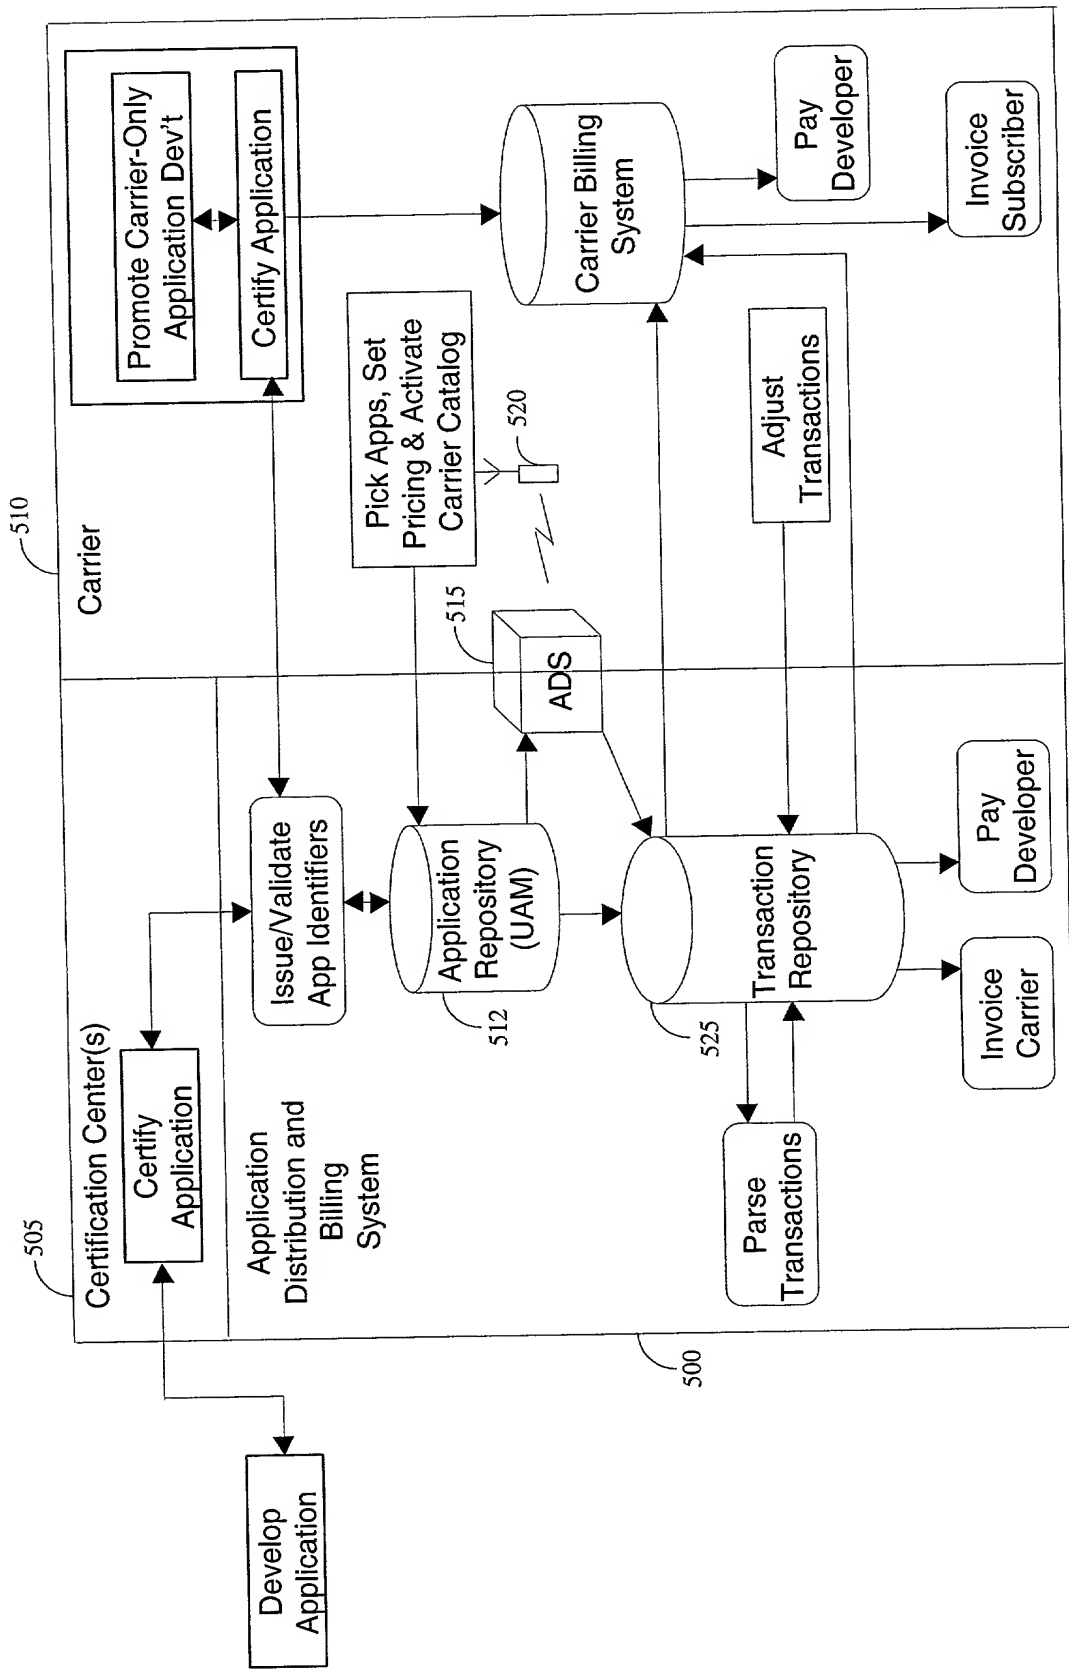 510
Carrier
Promote Carrier-Only
Application Dev't
Certify Application
Pick Apps, Set
Pricing & Activate
Carrier Catalog
520
Carrier Billing
System
Pay
Developer
Invoice
Subscriber
Adjust
Transactions
515
ADS
505
Certification Center(s)
Certify
Application
Application
Distribution and
Billing
System
Issue/Validate
App Identifiers
Application
Repository
(UAM)
512
525
Transaction
Repository
Parse
Transactions
Invoice
Carrier
Pay
Developer
500
Develop
Application